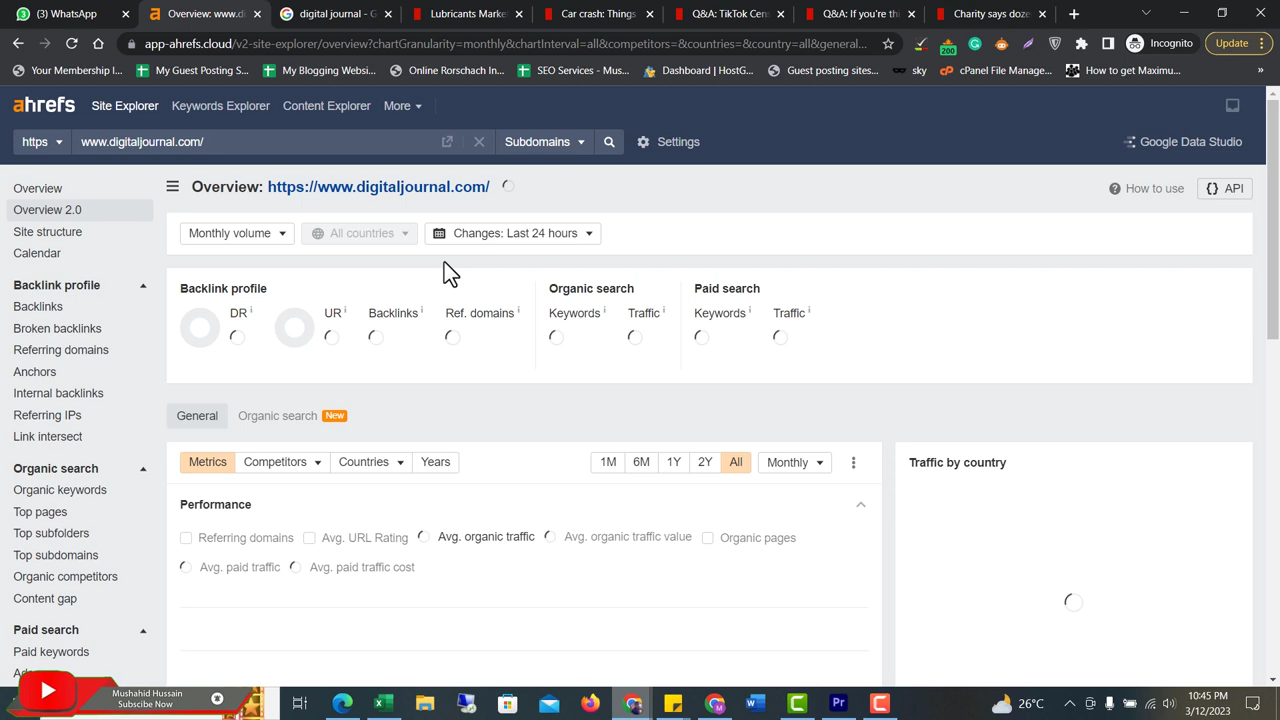 (3) WhatsApp
Overview: www.di
digital journal - G
Lubricants Marke
Car crash: Things
Q&A: TikTok Cen
Q&A: If you're thi
Charity says doze
app-ahrefs.cloud/v2-site-explorer/overview?chartGranularity=monthly&chartInterval=all&competitors=&countries=&country=all&general...
200
Incognito
Update
Your Membership I...
My Guest Posting S...
My Blogging Websi...
Online Rorschach In...
SEO Services - Mus...
Dashboard | HostG...
Guest posting sites...
sky
cPanel File Manage...
How to get Maximu...
»
ahrefs
Site Explorer
Keywords Explorer
Content Explorer
More
https
www.digitaljournal.com/
Subdomains
Settings
Google Data Studio
Overview: https://www.digitaljournal.com/
How to use
{} API
Overview
Overview 2.0
Site structure
Calendar
Backlink profile
Backlinks
Broken backlinks
Referring domains
Anchors
Internal backlinks
Referring IPs
Link intersect
Organic search
Organic keywords
Top pages
Top subfolders
Top subdomains
Organic competitors
Content gap
Paid search
Paid keywords
Monthly volume
All countries
Changes: Last 24 hours
Backlink profile
Organic search
Paid search
DR
UR
Backlinks
Ref. domains
Keywords
Traffic
Keywords
Traffic
General
Organic search
New
Metrics
Competitors
Countries
Years
1M
6M
1Y
2Y
All
Monthly
Traffic by country
Performance
Referring domains
Avg. URL Rating
Avg. organic traffic
Avg. organic traffic value
Organic pages
Avg. paid traffic
Avg. paid traffic cost
Mushahid Hussain
Subscibe Now
26°C
10:45 PM
3/12/2023